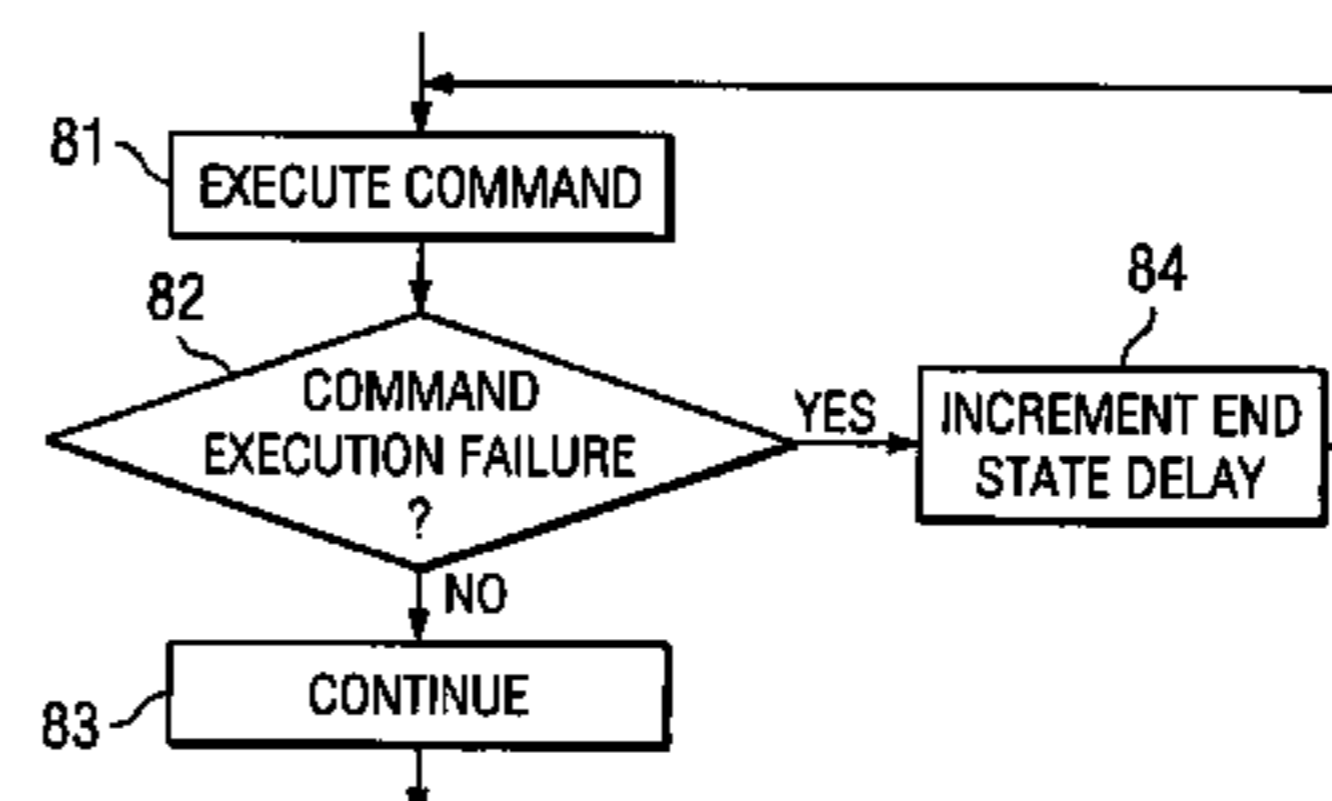 81
EXECUTE COMMAND
82
COMMAND
EXECUTION FAILURE
?
YES
84
INCREMENT END
STATE DELAY
NO
83
CONTINUE